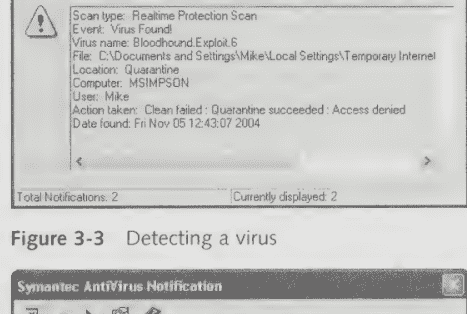 Scan type: Realtime Protection Scan
Event: Virus Found!
Virus name: Bloodhound.Exploit.6
File: C:\Documents and Settings\Mike\Local Settings\Temporary Internet
Location: Quarantine
Computer: MSIMPSON
User: Mike
Action taken: Clean failed : Quarantine succeeded : Access denied
Date found: Fri Nov 05 12:43:07 2004
Total Notifications: 2 Currently displayed: 2
Figure 3-3 Detecting a virus
Symantec AntiVirus Notification